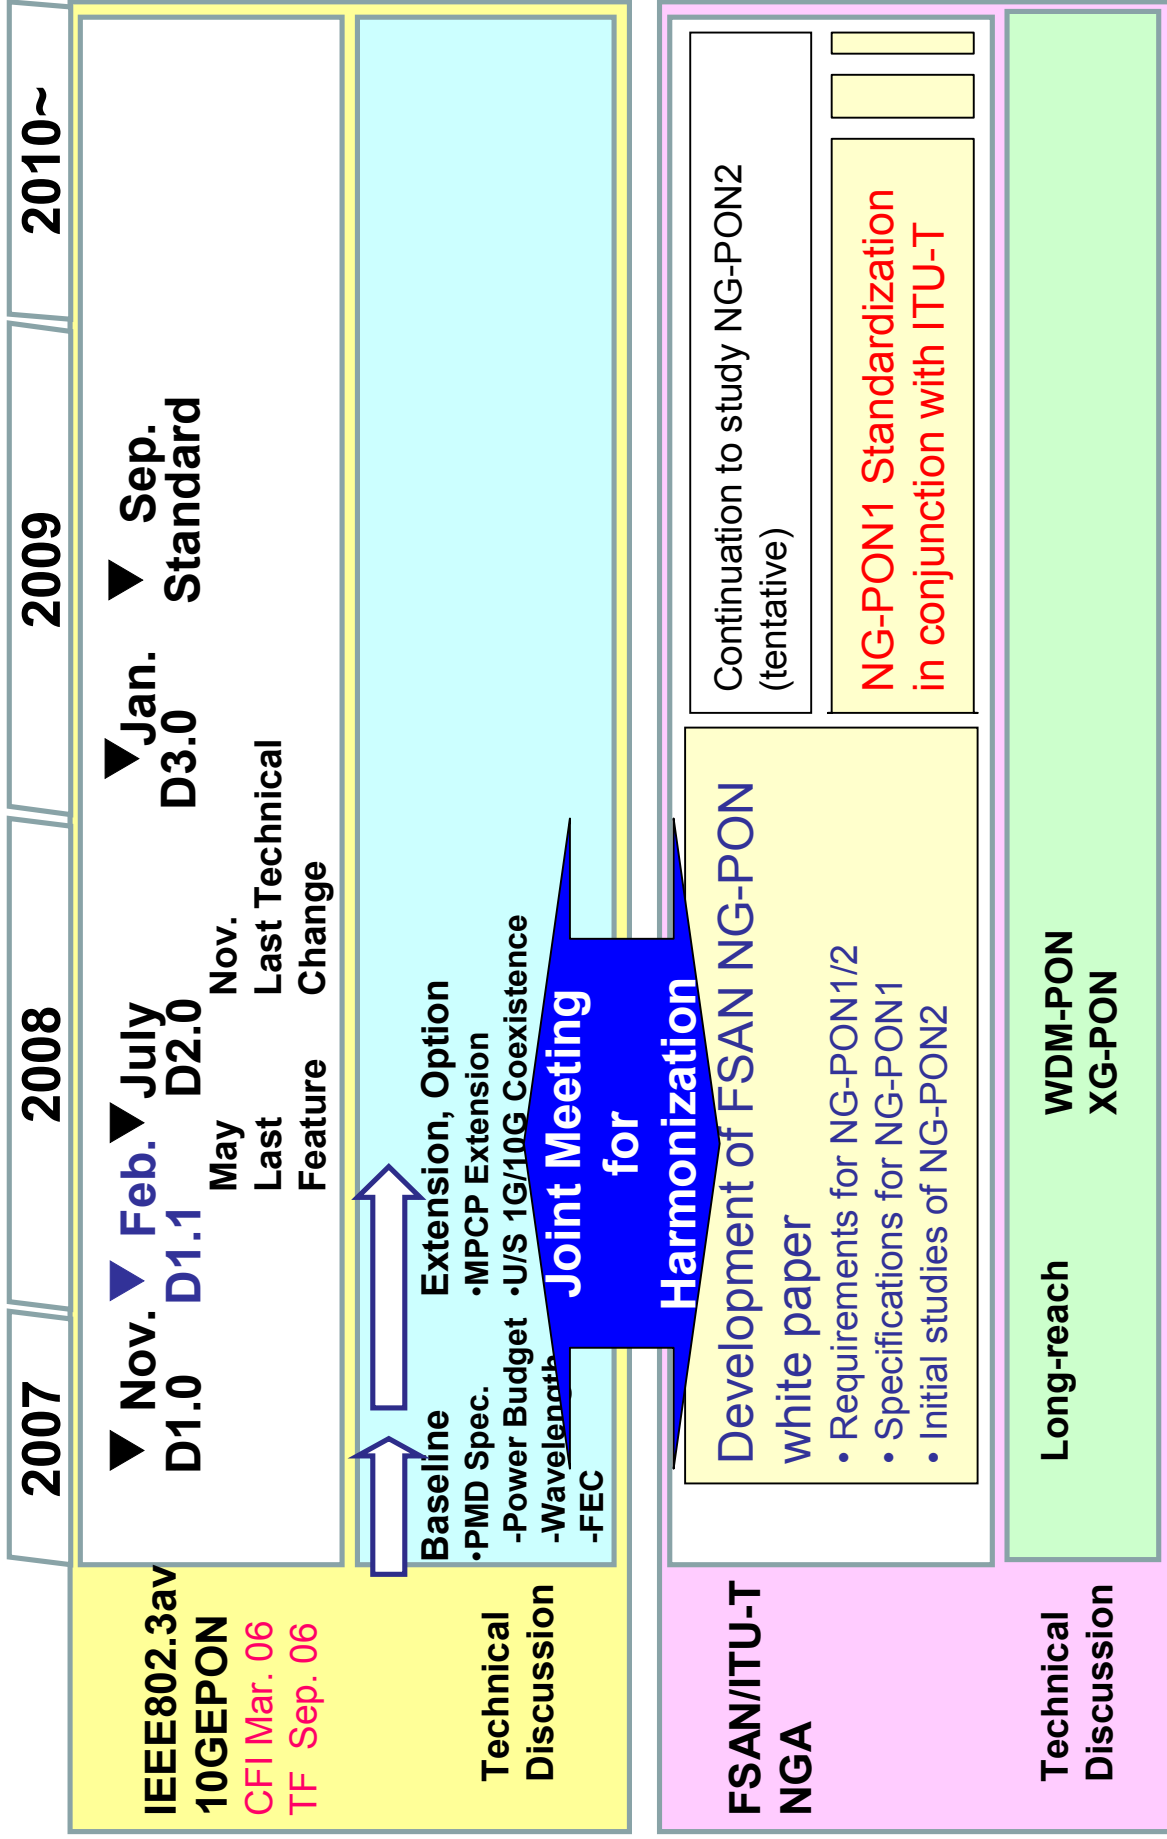 2007
2008
2009
2010~
IEEE802.3av
10GEPON
CFI Mar. 06
TF Sep. 06
▼ Nov.
D1.0
▼ Feb.
D1.1
▼ July
D2.0
▼ Jan.
D3.0
▼ Sep.
Standard
May
Last
Feature
Nov.
Last Technical
Change
Technical
Discussion
Baseline
•PMD Spec.
-Power Budget
-Wavelength
-FEC
Extension, Option
•MPCP Extension
•U/S 1G/10G Coexistence
Joint Meeting
for
Harmonization
FSAN/ITU-T
NGA
Development of FSAN NG-PON
white paper
• Requirements for NG-PON1/2
• Specifications for NG-PON1
• Initial studies of NG-PON2
Continuation to study NG-PON2
(tentative)
NG-PON1 Standardization
in conjunction with ITU-T
Technical
Discussion
Long-reach
WDM-PON
XG-PON